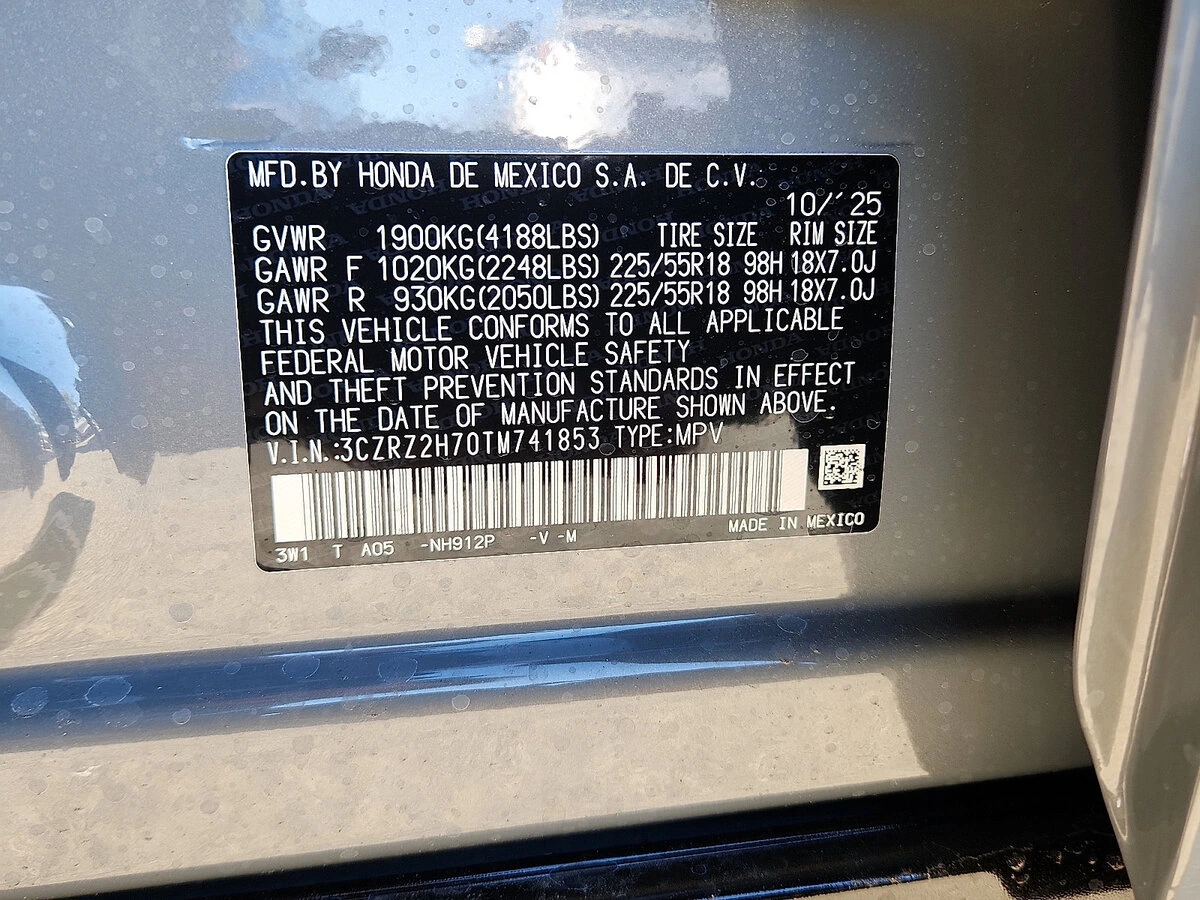 MFD.BY HONDA DE MEXICO S.A. DE C.V.
10/'25
GVWR 1900KG(4188LBS) TIRE SIZE RIM SIZE
GAWR F 1020KG(2248LBS) 225/55R18 98H 18X7.0J
GAWR R 930KG(2050LBS) 225/55R18 98H 18X7.0J
THIS VEHICLE CONFORMS TO ALL APPLICABLE
FEDERAL MOTOR VEHICLE SAFETY
AND THEFT PREVENTION STANDARDS IN EFFECT
ON THE DATE OF MANUFACTURE SHOWN ABOVE.
V.I.N.:3CZRZ2H70TM741853 TYPE:MPV
MADE IN MEXICO
3W1 T A05 -NH912P -V -M